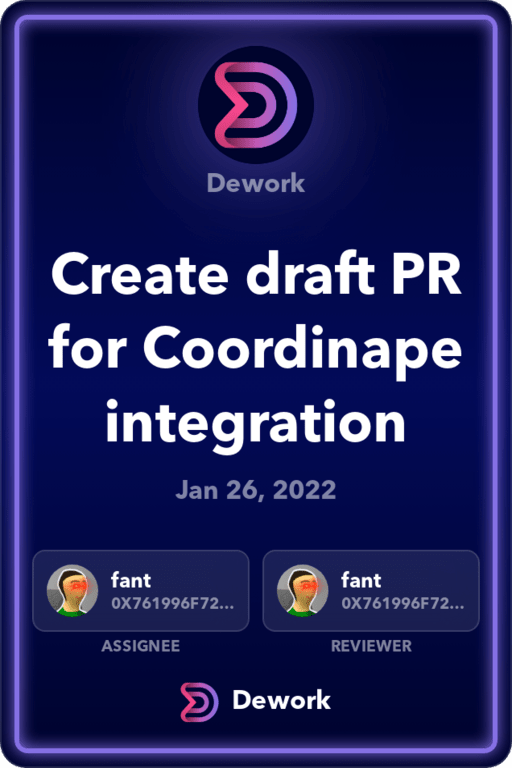 Dework
Create draft PR
for Coordinape
integration
Jan 26, 2022
fant
0X761996F72...
ASSIGNEE
fant
0X761996F72...
REVIEWER
Dework